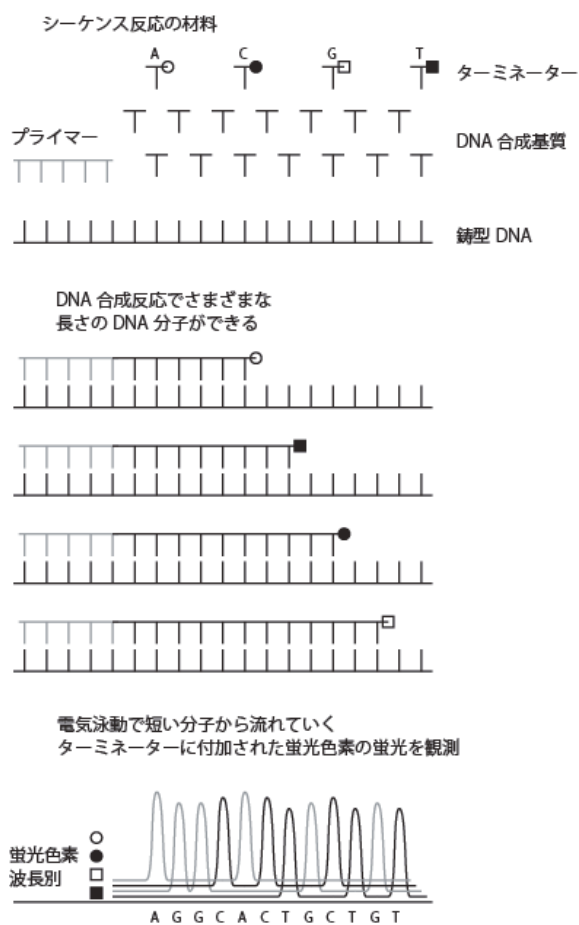 シーケンス反応の材料
A C G T
ターミネーター
プライマー
DNA 合成基質
鋳型 DNA
DNA 合成反応でさまざまな
長さの DNA 分子ができる
電気泳動で短い分子から流れていく
ターミネーターに付加された蛍光色素の蛍光を観測
蛍光色素
波長別
A G G C A C T G C T G T